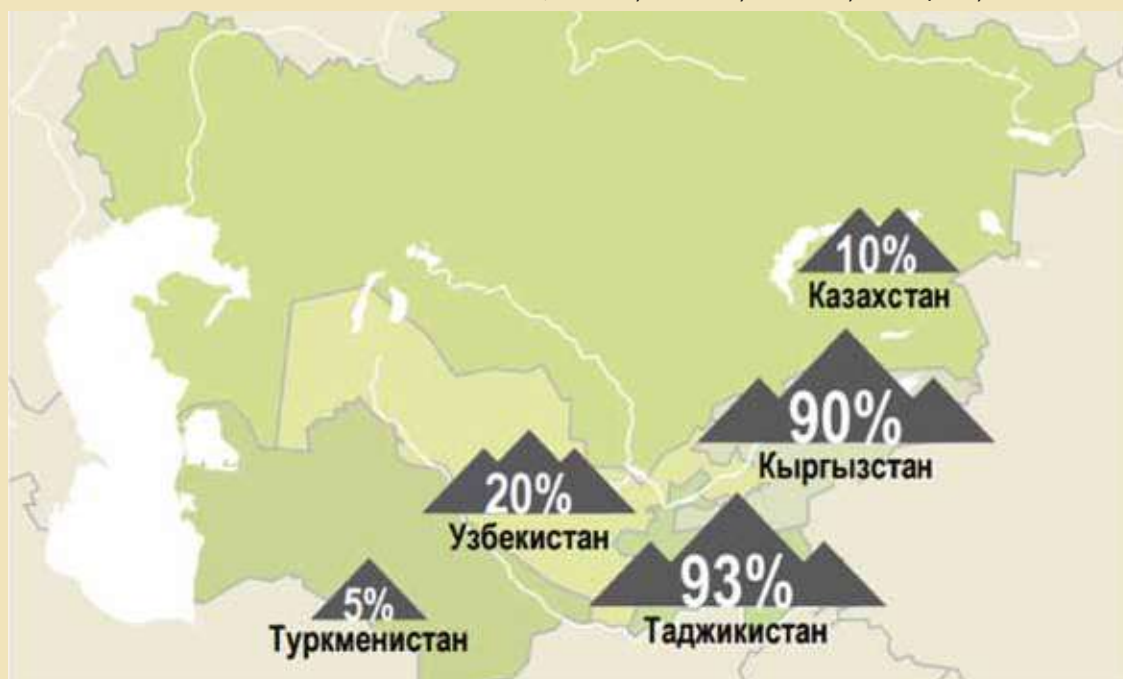 10%
Казахстан
90%
Кыргызстан
20%
Узбекистан
93%
Таджикистан
5%
Туркменистан